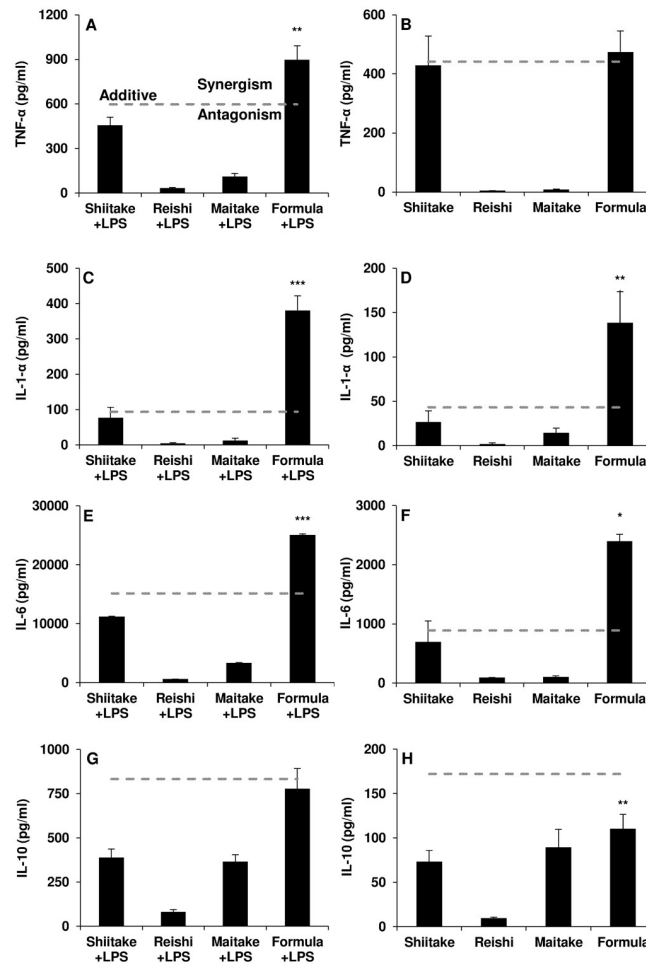 A
TNF-α (pg/ml)
1200
900
600
300
0
Additive
Synergism
Antagonism
**
Shiitake Reishi Maitake Formula
+LPS +LPS +LPS +LPS
B
TNF-α (pg/ml)
600
400
200
0
Shiitake Reishi Maitake Formula
C
IL-1-α (pg/ml)
500
400
300
200
100
0
***
Shiitake Reishi Maitake Formula
+LPS +LPS +LPS +LPS
D
IL-1-α (pg/ml)
200
150
100
50
0
**
Shiitake Reishi Maitake Formula
E
IL-6 (pg/ml)
30000
20000
10000
0
***
Shiitake Reishi Maitake Formula
+LPS +LPS +LPS +LPS
F
IL-6 (pg/ml)
3000
2000
1000
0
*
Shiitake Reishi Maitake Formula
G
IL-10 (pg/ml)
1000
750
500
250
0
Shiitake Reishi Maitake Formula
+LPS +LPS +LPS +LPS
H
IL-10 (pg/ml)
200
150
100
50
0
**
Shiitake Reishi Maitake Formula